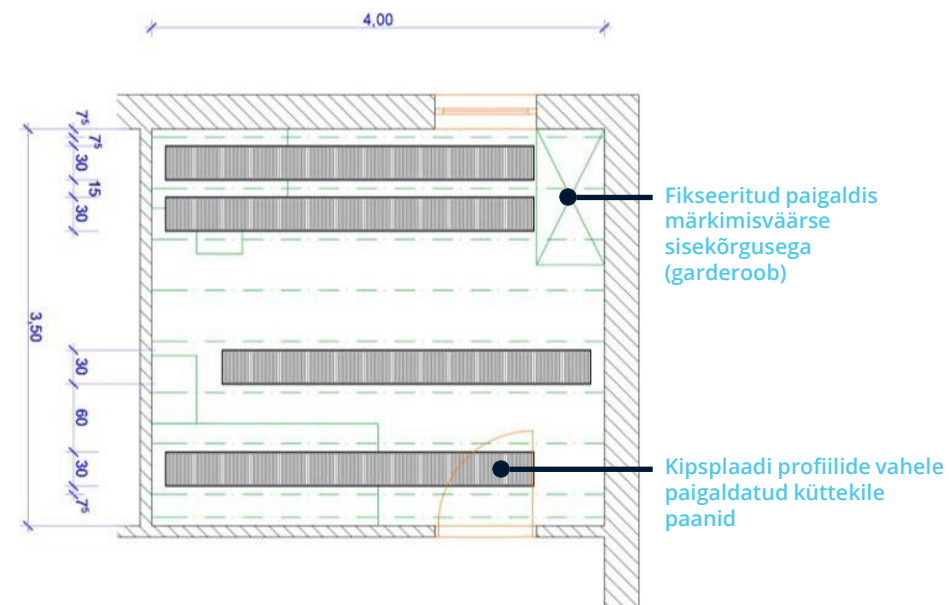 4,00
7⁵
7⁵
30
15
30
3,50
30
60
30
7⁵
Fikseeritud paigaldis
märkimisväärse
sisekõrgusega
(garderoob)
Kipsplaadi profiilide vahele
paigaldatud küttekile
paanid